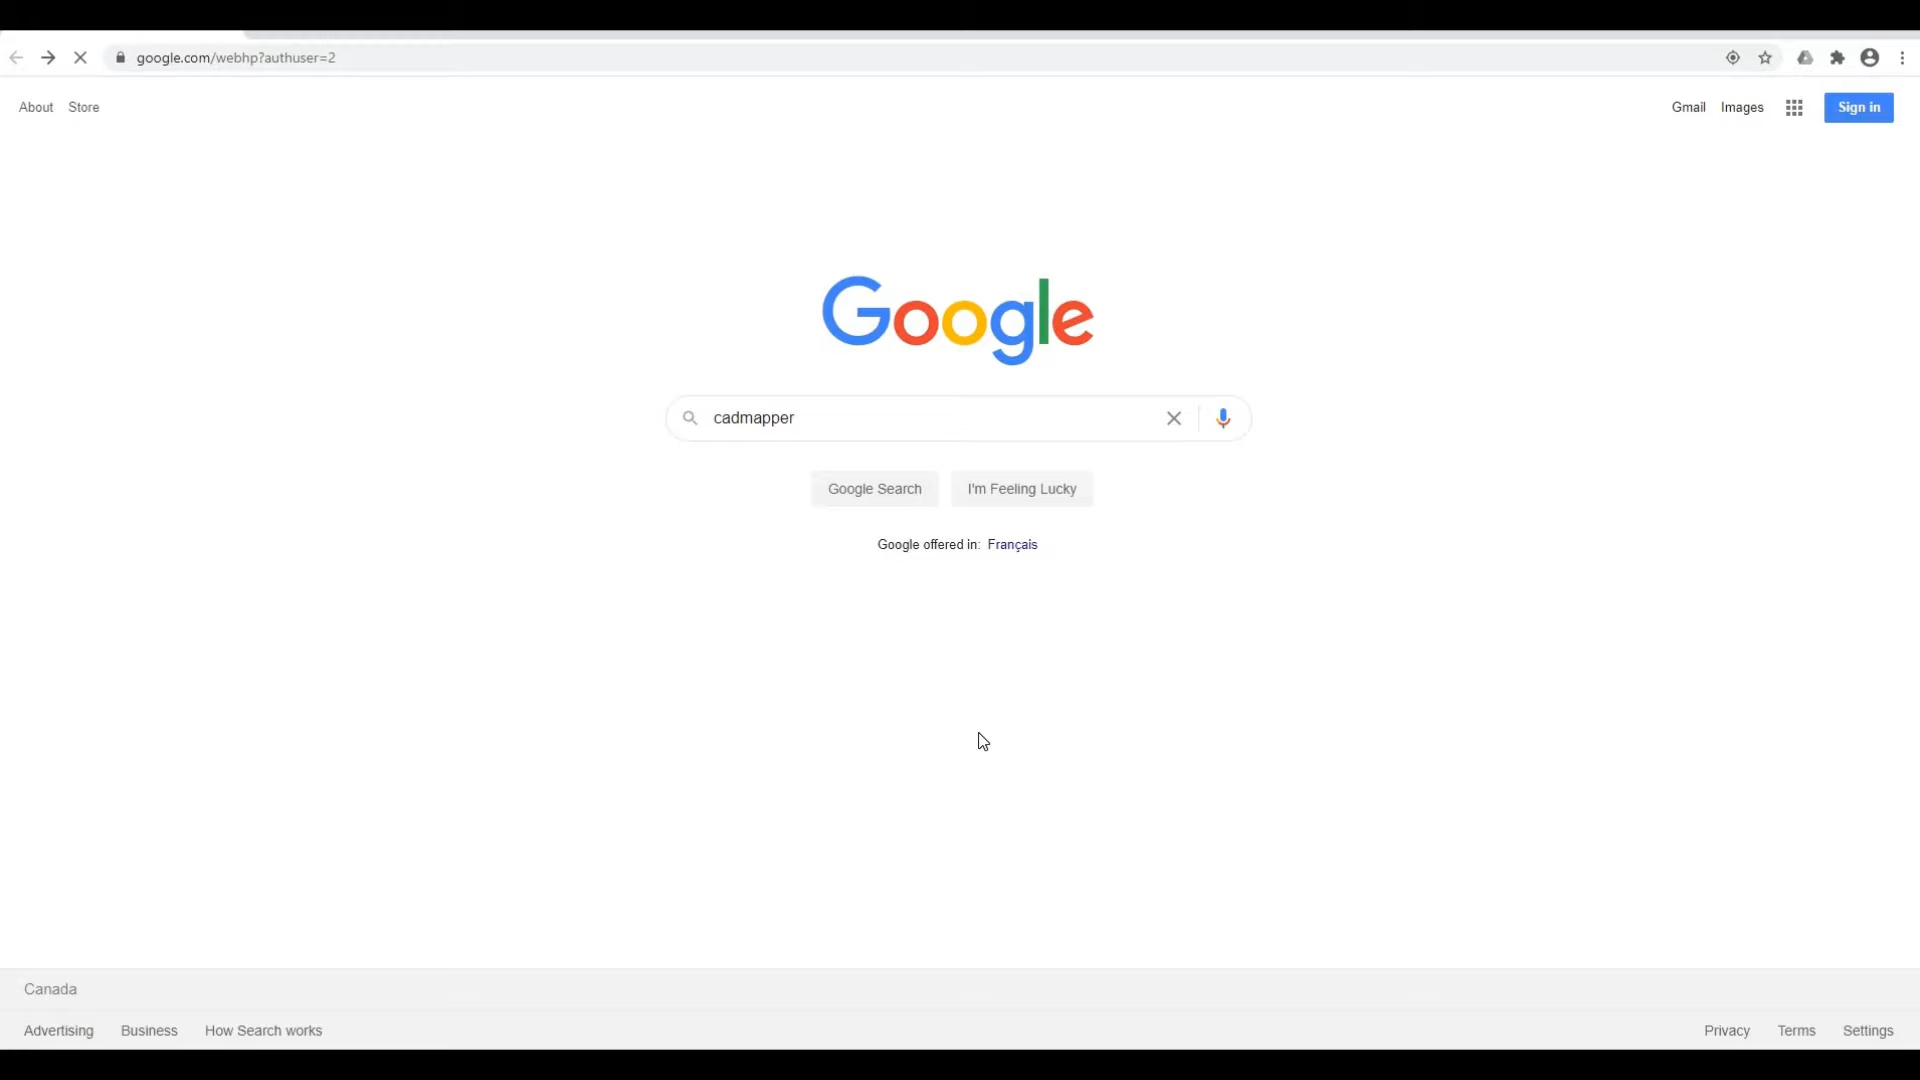 google.com/webhp?authuser=2
About Store Gmail Images Sign in
Google
cadmapper
Google Search I'm Feeling Lucky
Google offered in: Français
Canada
Advertising Business How Search works Privacy Terms Settings